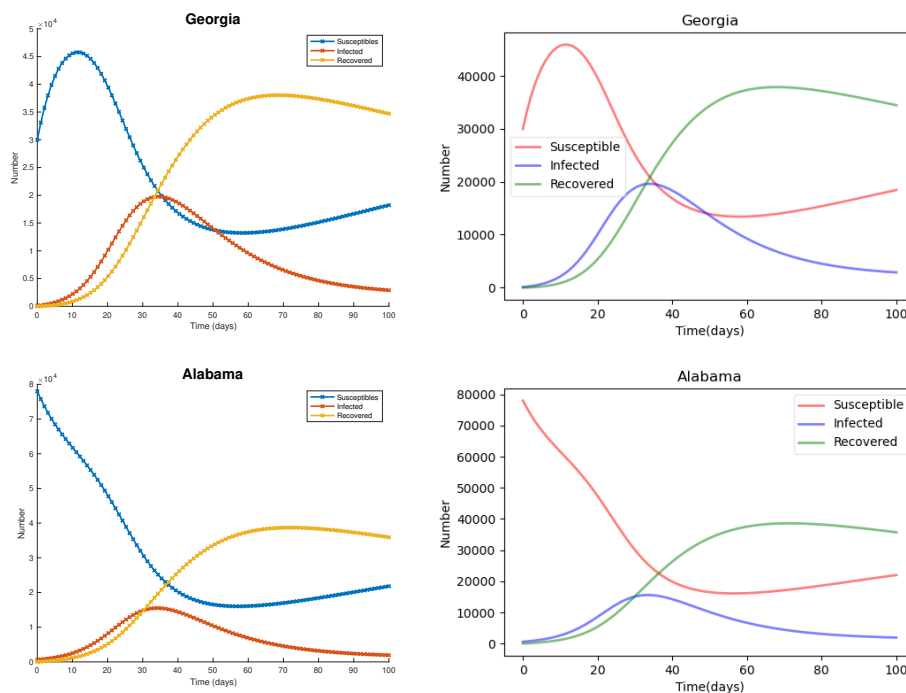 Georgia
×10^4
5
4.5
4
3.5
3
2.5
2
1.5
1
0.5
0
Number
Susceptibles
Infected
Recovered
0 10 20 30 40 50 60 70 80 90 100
Time (days)
Georgia
40000
30000
20000
10000
0
Number
Susceptible
Infected
Recovered
0 20 40 60 80 100
Time(days)
Alabama
×10^4
8
7
6
5
4
3
2
1
0
Number
Susceptibles
Infected
Recovered
0 10 20 30 40 50 60 70 80 90 100
Time (days)
Alabama
80000
70000
60000
50000
40000
30000
20000
10000
0
Number
Susceptible
Infected
Recovered
0 20 40 60 80 100
Time(days)